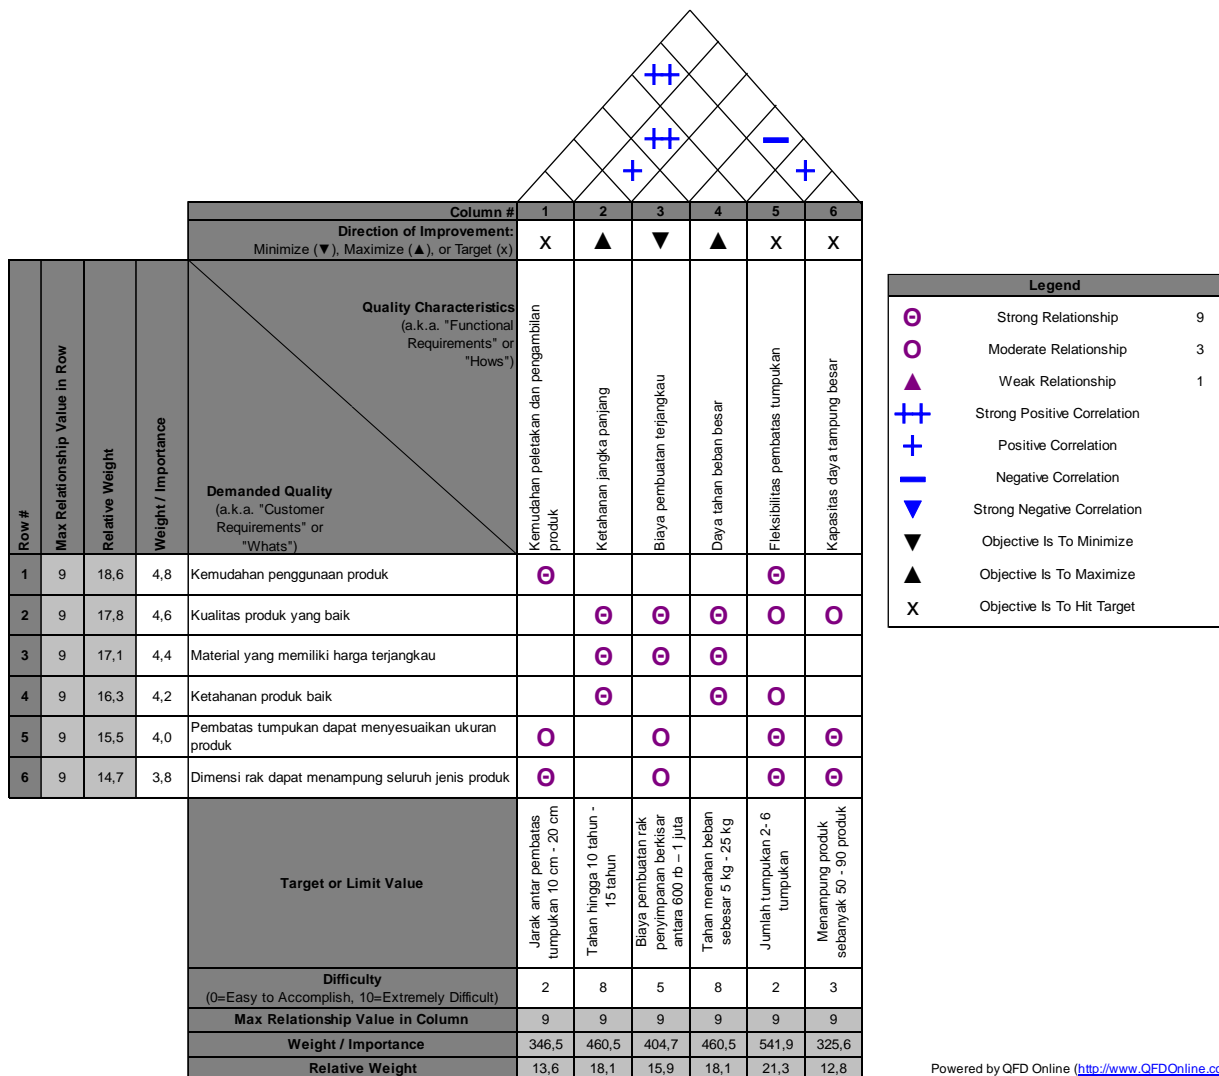 Column # 1 2 3 4 5 6
Direction of Improvement:
Minimize (▼), Maximize (▲), or Target (x) x ▲ ▼ ▲ x x
Row #
Max Relationship Value in Row
Relative Weight
Weight / Importance
Quality Characteristics
(a.k.a. "Functional
Requirements" or
"Hows")
Demanded Quality
(a.k.a. "Customer
Requirements" or
"Whats")
Kemudahan peletakan dan pengambilan
produk
Ketahanan jangka panjang
Biaya pembuatan terjangkau
Daya tahan beban besar
Fleksibilitas pembatas tumpukan
Kapasitas daya tampung besar
1 9 18,6 4,8 Kemudahan penggunaan produk Θ Θ
2 9 17,8 4,6 Kualitas produk yang baik Θ Θ Θ Ο Ο
3 9 17,1 4,4 Material yang memiliki harga terjangkau Θ Θ Θ
4 9 16,3 4,2 Ketahanan produk baik Θ Θ Ο
5 9 15,5 4,0 Pembatas tumpukan dapat menyesuaikan ukuran
produk Ο Ο Θ Θ
6 9 14,7 3,8 Dimensi rak dapat menampung seluruh jenis produk Θ Ο Θ Θ
Target or Limit Value
Jarak antar pembatas
tumpukan 10 cm - 20 cm
Tahan hingga 10 tahun -
15 tahun
Biaya pembuatan rak
penyimpanan berkisar
antara 600 rb – 1 juta
Tahan menahan beban
sebesar 5 kg - 25 kg
Jumlah tumpukan 2- 6
tumpukan
Menampung produk
sebanyak 50 - 90 produk
Difficulty
(0=Easy to Accomplish, 10=Extremely Difficult) 2 8 5 8 2 3
Max Relationship Value in Column 9 9 9 9 9 9
Weight / Importance 346,5 460,5 404,7 460,5 541,9 325,6
Relative Weight 13,6 18,1 15,9 18,1 21,3 12,8
Legend
Θ Strong Relationship 9
Ο Moderate Relationship 3
▲ Weak Relationship 1
++ Strong Positive Correlation
+ Positive Correlation
− Negative Correlation
▼ Strong Negative Correlation
▼ Objective Is To Minimize
▲ Objective Is To Maximize
x Objective Is To Hit Target
Powered by QFD Online (http://www.QFDOnline.co